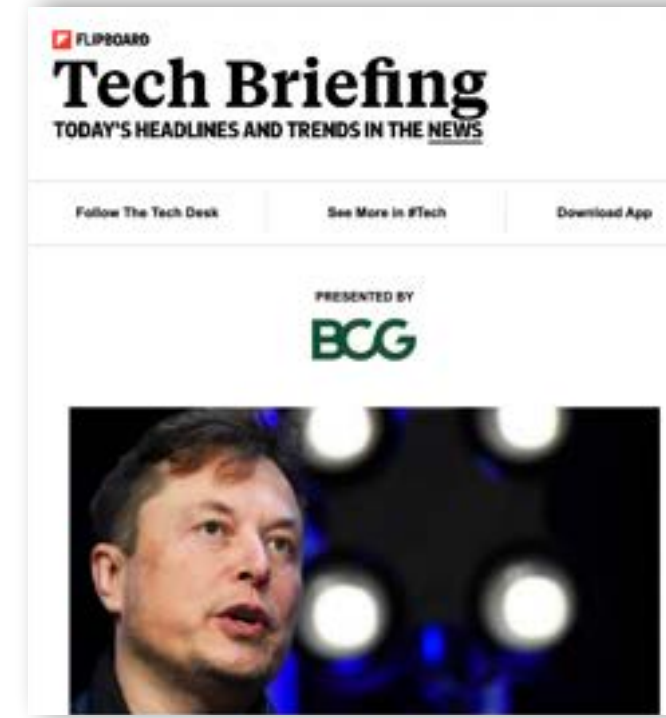 FLIPBOARD
Tech Briefing
TODAY'S HEADLINES AND TRENDS IN THE NEWS
Follow The Tech Desk
See More in #Tech
Download App
PRESENTED BY
BCG